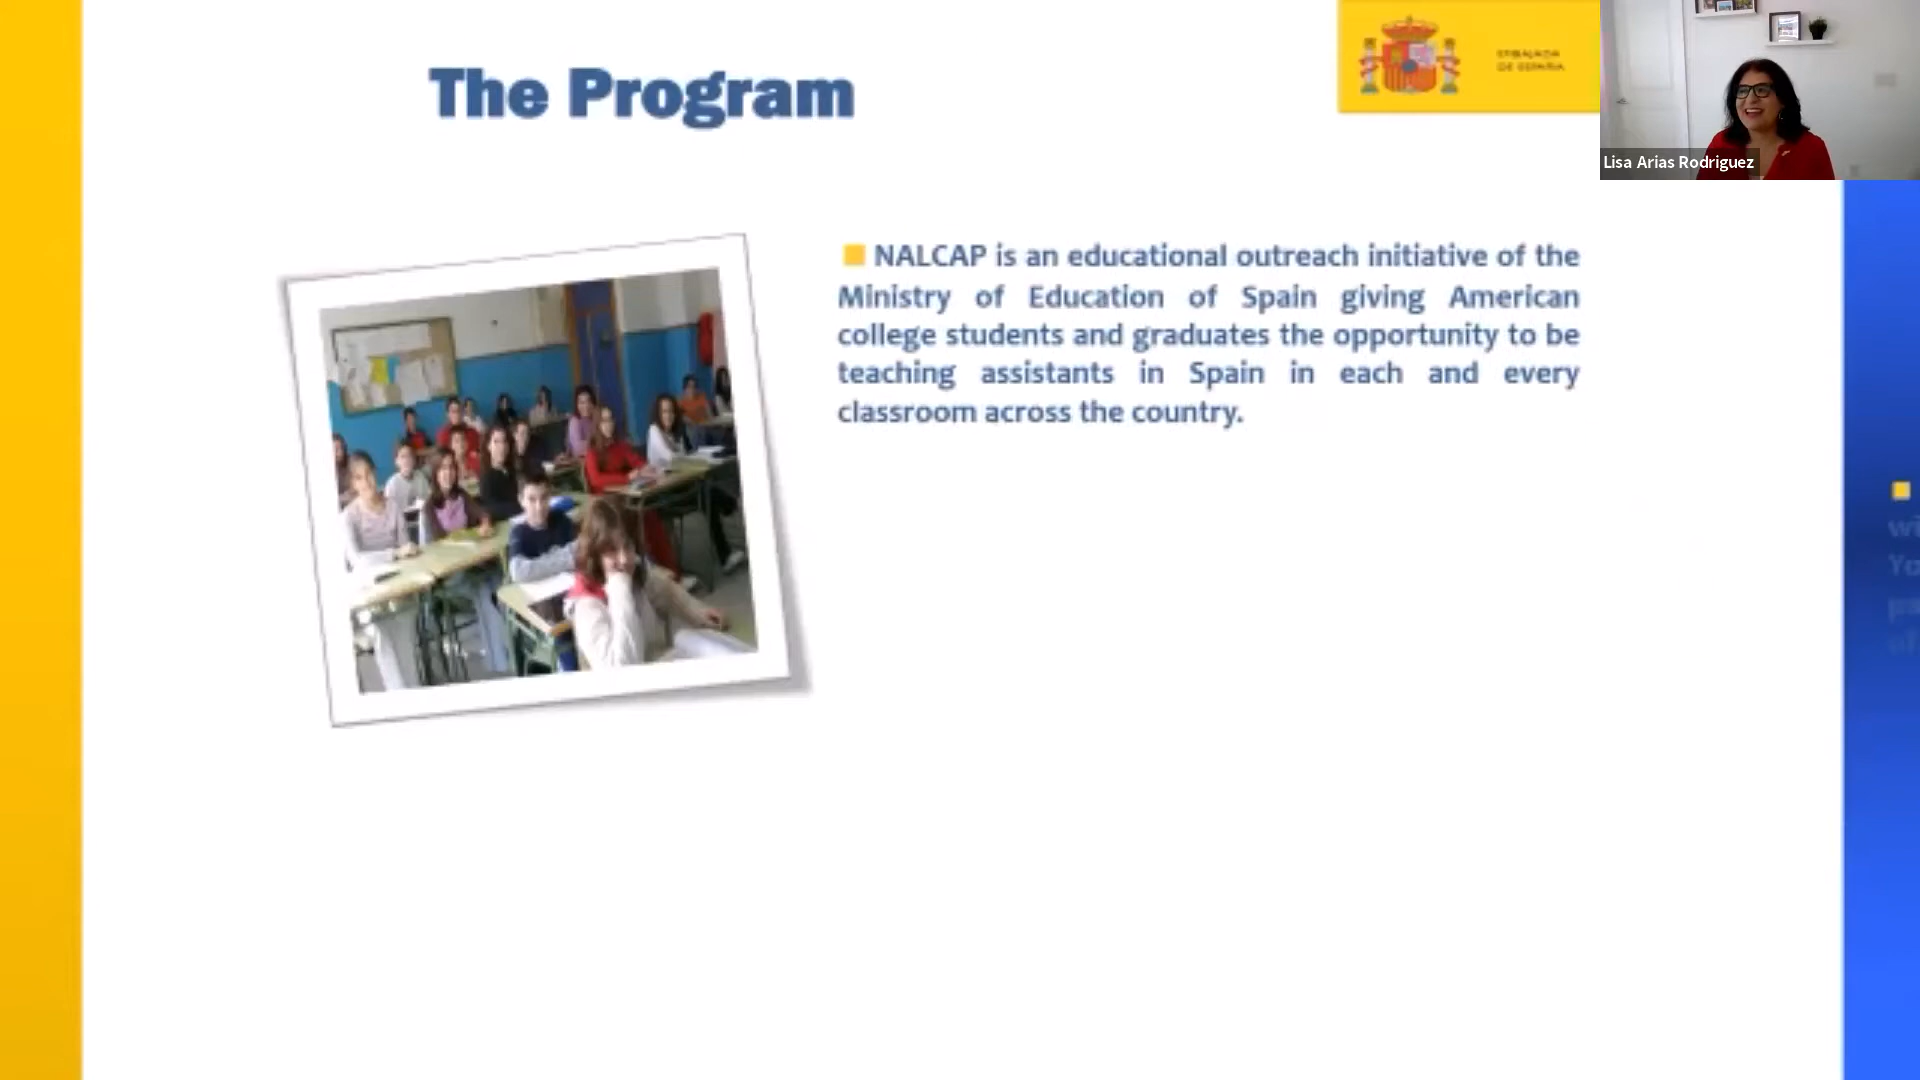 The Program
EMBAJADA
DE ESPAÑA
Lisa Arias Rodriguez
NALCAP is an educational outreach initiative of the
Ministry of Education of Spain giving American
college students and graduates the opportunity to be
teaching assistants in Spain in each and every
classroom across the country.